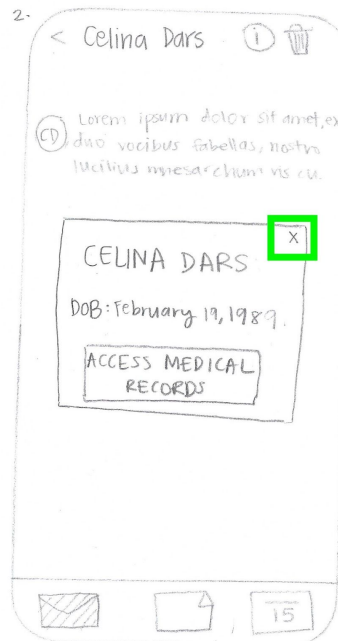 2.
< Celina Dars i
CD
Lorem ipsum dolor sit amet, ex
duo vocibus fabellas, nostro
lucilius mnesarchum vis cu.
X
CELINA DARS
DOB: February 19, 1989.
ACCESS MEDICAL
RECORDS
15